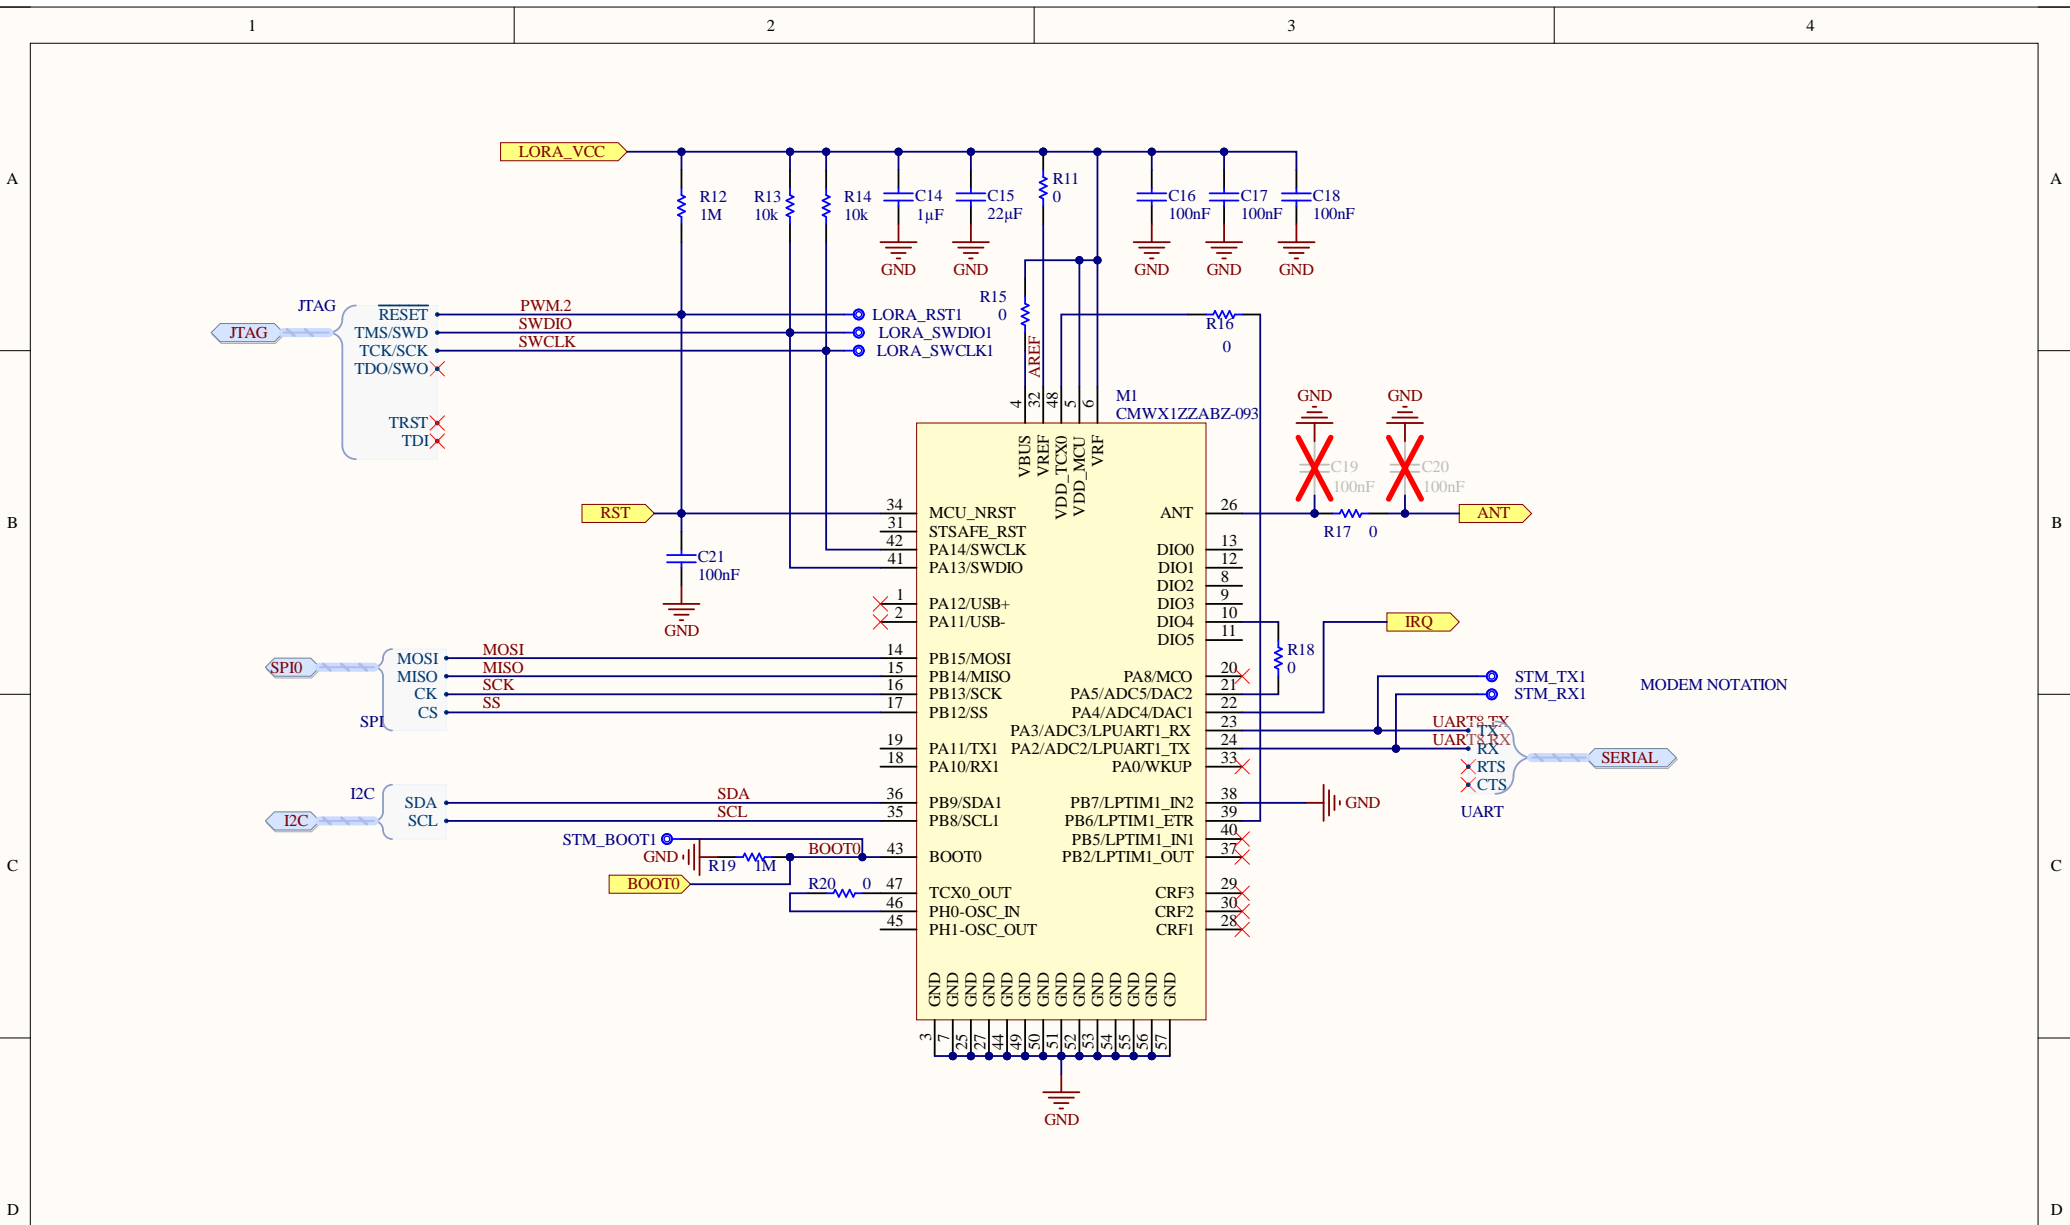 1 2 3 4
A A
LORA_VCC
R12
1M
R13
10k
R14
10k
C14
1µF
C15
22µF
R11
0
C16
100nF
C17
100nF
C18
100nF
GND GND GND GND GND
JTAG
JTAG
RESET
TMS/SWD
TCK/SCK
TDO/SWO
TRST
TDI
PWM.2
SWDIO
SWCLK
LORA_RST1
LORA_SWDIO1
LORA_SWCLK1
R15
0
AREF
R16
0
4 32 48 5 6
M1
CMWX1ZZABZ-093
VBUS
VREF
VDD_TCX0
VDD_MCU
VRF
GND GND
C19
100nF
C20
100nF
B B
RST
34 MCU_NRST
31 STSAFE_RST
42 PA14/SWCLK
41 PA13/SWDIO
1 PA12/USB+
2 PA11/USB-
14 PB15/MOSI
15 PB14/MISO
16 PB13/SCK
17 PB12/SS
19 PA11/TX1
18 PA10/RX1
36 PB9/SDA1
35 PB8/SCL1
43 BOOT0
47 TCX0_OUT
46 PH0-OSC_IN
45 PH1-OSC_OUT
ANT 26
DIO0 13
DIO1 12
DIO2 8
DIO3 9
DIO4 10
DIO5 11
PA8/MCO 20
PA5/ADC5/DAC2 21
PA4/ADC4/DAC1 22
PA3/ADC3/LPUART1_RX 23
PA2/ADC2/LPUART1_TX 24
PA0/WKUP 33
PB7/LPTIM1_IN2 38
PB6/LPTIM1_ETR 39
PB5/LPTIM1_IN1 40
PB2/LPTIM1_OUT 37
CRF3 29
CRF2 30
CRF1 28
R17 0
ANT
C21
100nF
GND
IRQ
R18
0
SPI0
MOSI
MISO
CK
CS
SPI
MOSI
MISO
SCK
SS
STM_TX1
STM_RX1
MODEM NOTATION
UART8.TX
UART8.RX
TX
RX
RTS
CTS
UART
SERIAL
I2C
I2C
SDA
SCL
SDA
SCL
GND
STM_BOOT1
GND
R19 1M
BOOT0
BOOT0
R20 0
C C
GND GND GND GND GND GND GND GND GND GND GND GND GND GND
3 7 25 27 44 49 50 51 52 53 54 55 56 57
GND
D D